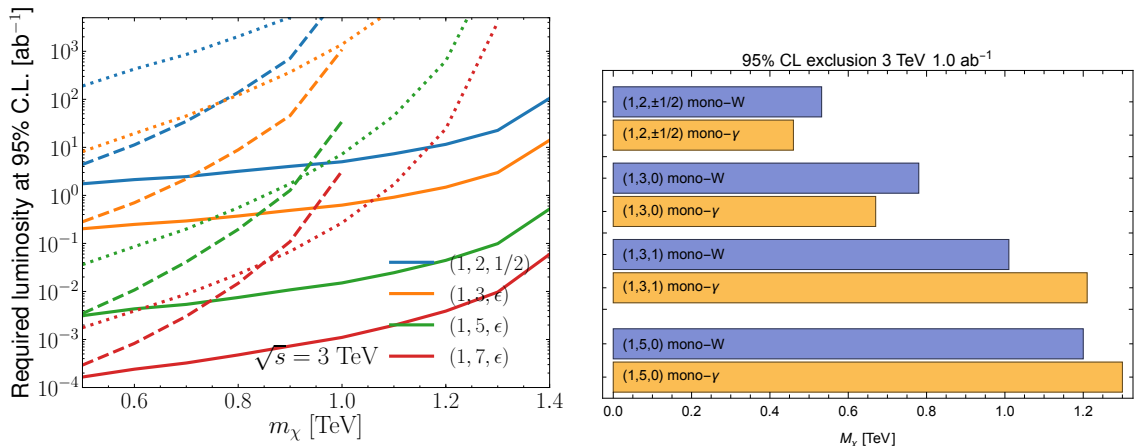 Required luminosity at 95% C.L. [ab⁻¹]
10³
10²
10¹
10⁰
10⁻¹
10⁻²
10⁻³
10⁻⁴
(1, 2, 1/2)
(1, 3, ϵ)
(1, 5, ϵ)
(1, 7, ϵ)
√s = 3 TeV
0.6 0.8 1.0 1.2 1.4
m_χ [TeV]
95% CL exclusion 3 TeV 1.0 ab⁻¹
(1,2,±1/2) mono−W
(1,2,±1/2) mono−γ
(1,3,0) mono−W
(1,3,0) mono−γ
(1,3,1) mono−W
(1,3,1) mono−γ
(1,5,0) mono−W
(1,5,0) mono−γ
0.0 0.2 0.4 0.6 0.8 1.0 1.2
M_χ [TeV]